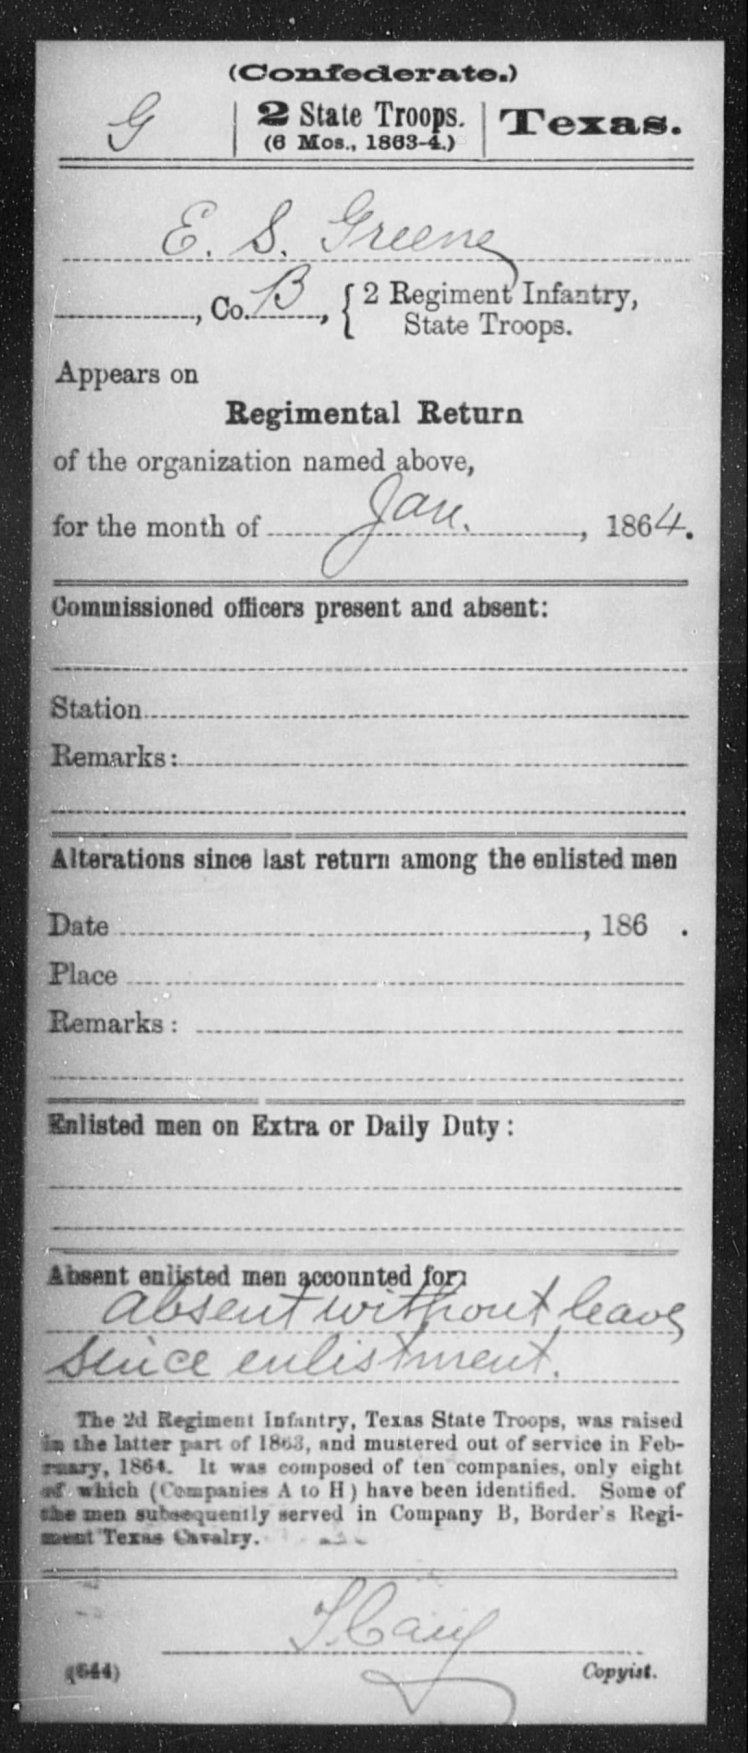 (Confederate.)
G | 2 State Troops. | Texas.
(6 Mos., 1863-4.)
E. S. Greene
, Co. B, { 2 Regiment Infantry,
State Troops.
Appears on
Regimental Return
of the organization named above,
for the month of Jan., 1864.
Commissioned officers present and absent:
Station
Remarks:
Alterations since last return among the enlisted men
Date , 186 .
Place
Remarks:
Enlisted men on Extra or Daily Duty:
Absent enlisted men accounted for:
absent without leave
since enlistment.
The 2d Regiment Infantry, Texas State Troops, was raised
in the latter part of 1863, and mustered out of service in Feb-
ruary, 1864. It was composed of ten companies, only eight
of which (Companies A to H) have been identified. Some of
the men subsequently served in Company B, Border's Regi-
ment Texas Cavalry.
(644)
Copyist.